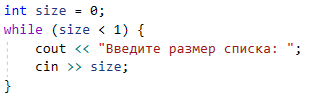 int size = 0;
while (size < 1) {
    cout << "Введите размер списка: ";
    cin >> size;
}